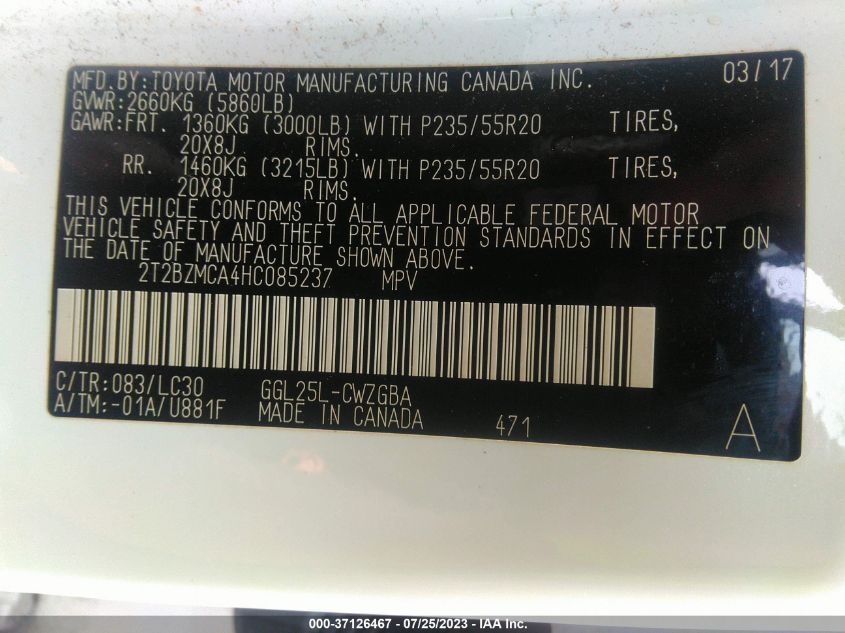 MFD.BY:TOYOTA MOTOR MANUFACTURING CANADA INC. 03/17
GVWR:2660KG (5860LB)
GAWR:FRT. 1360KG (3000LB) WITH P235/55R20 TIRES,
20X8J RIMS.
RR. 1460KG (3215LB) WITH P235/55R20 TIRES,
20X8J RIMS.
THIS VEHICLE CONFORMS TO ALL APPLICABLE FEDERAL MOTOR
VEHICLE SAFETY AND THEFT PREVENTION STANDARDS IN EFFECT ON
THE DATE OF MANUFACTURE SHOWN ABOVE.
2T2BZMCA4HC085237 MPV
C/TR:083/LC30 GGL25L-CWZGBA
A/TM:-01A/U881F MADE IN CANADA 471 A
000-37126467 - 07/25/2023 - IAA Inc.